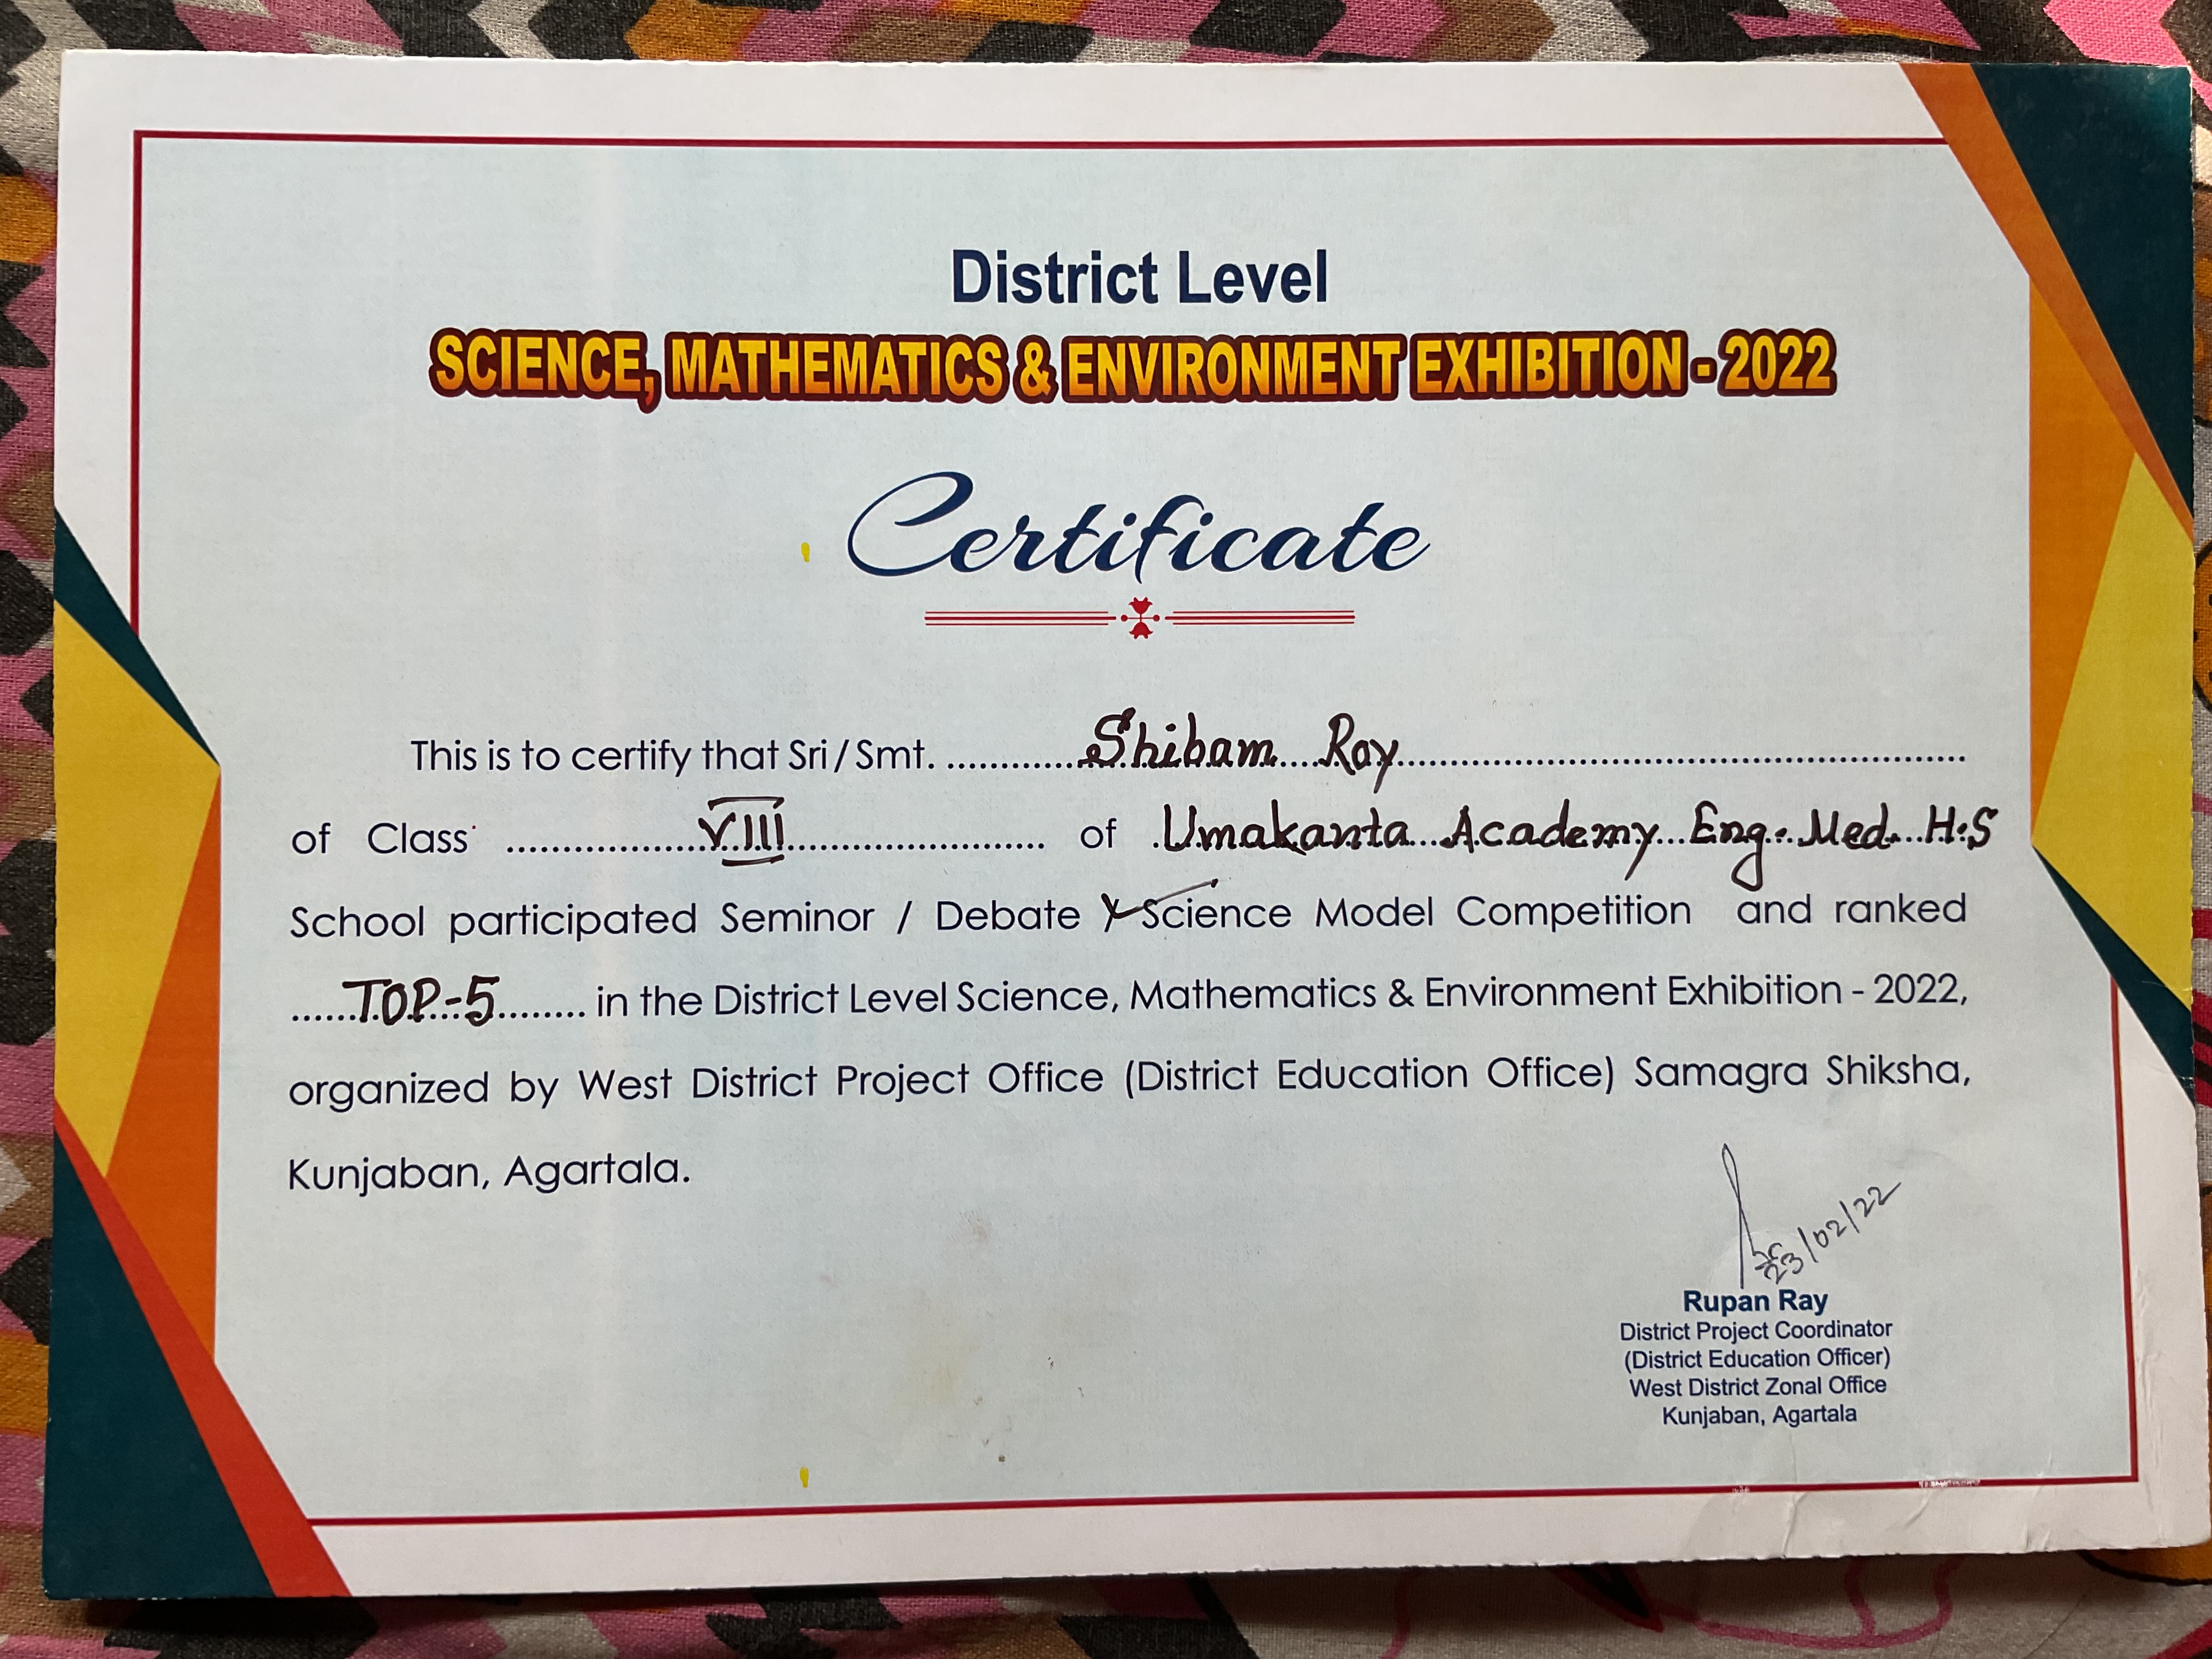 District Level
SCIENCE, MATHEMATICS & ENVIRONMENT EXHIBITION - 2022
Certificate
This is to certify that Sri / Smt. Shibam Roy
of Class VIII of Umakanta Academy Eng. Med. H.S
School participated Seminor / Debate / Science Model Competition and ranked
TOP-5 in the District Level Science, Mathematics & Environment Exhibition - 2022,
organized by West District Project Office (District Education Office) Samagra Shiksha,
Kunjaban, Agartala.
23/02/22
Rupan Ray
District Project Coordinator
(District Education Officer)
West District Zonal Office
Kunjaban, Agartala